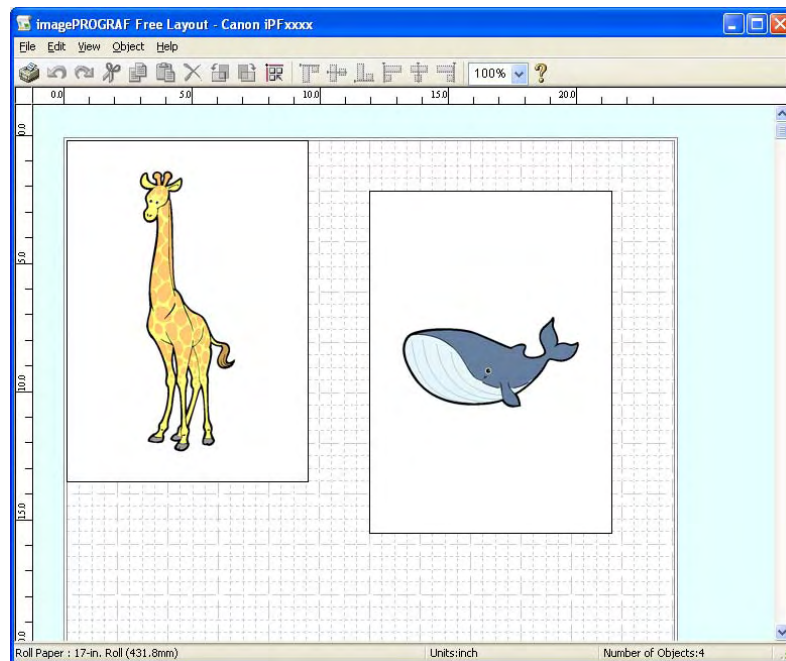 imagePROGRAF Free Layout - Canon iPFxxxx
File Edit View Object Help
100%
0.0 5.0 10.0 15.0 20.0
0.0
5.0
10.0
15.0
Roll Paper : 17-in. Roll (431.8mm) Units:inch Number of Objects:4